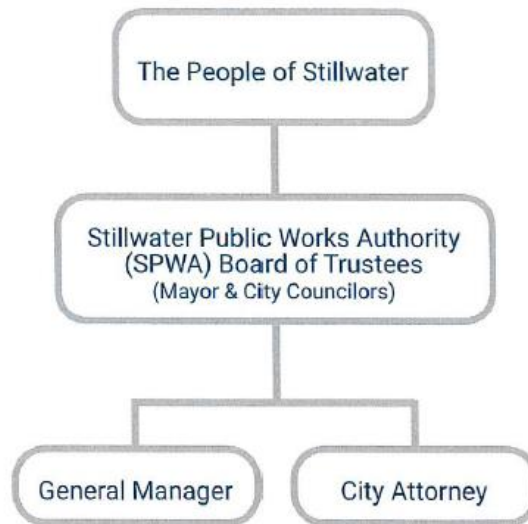 The People of Stillwater
Stillwater Public Works Authority
(SPWA) Board of Trustees
(Mayor & City Councilors)
General Manager
City Attorney